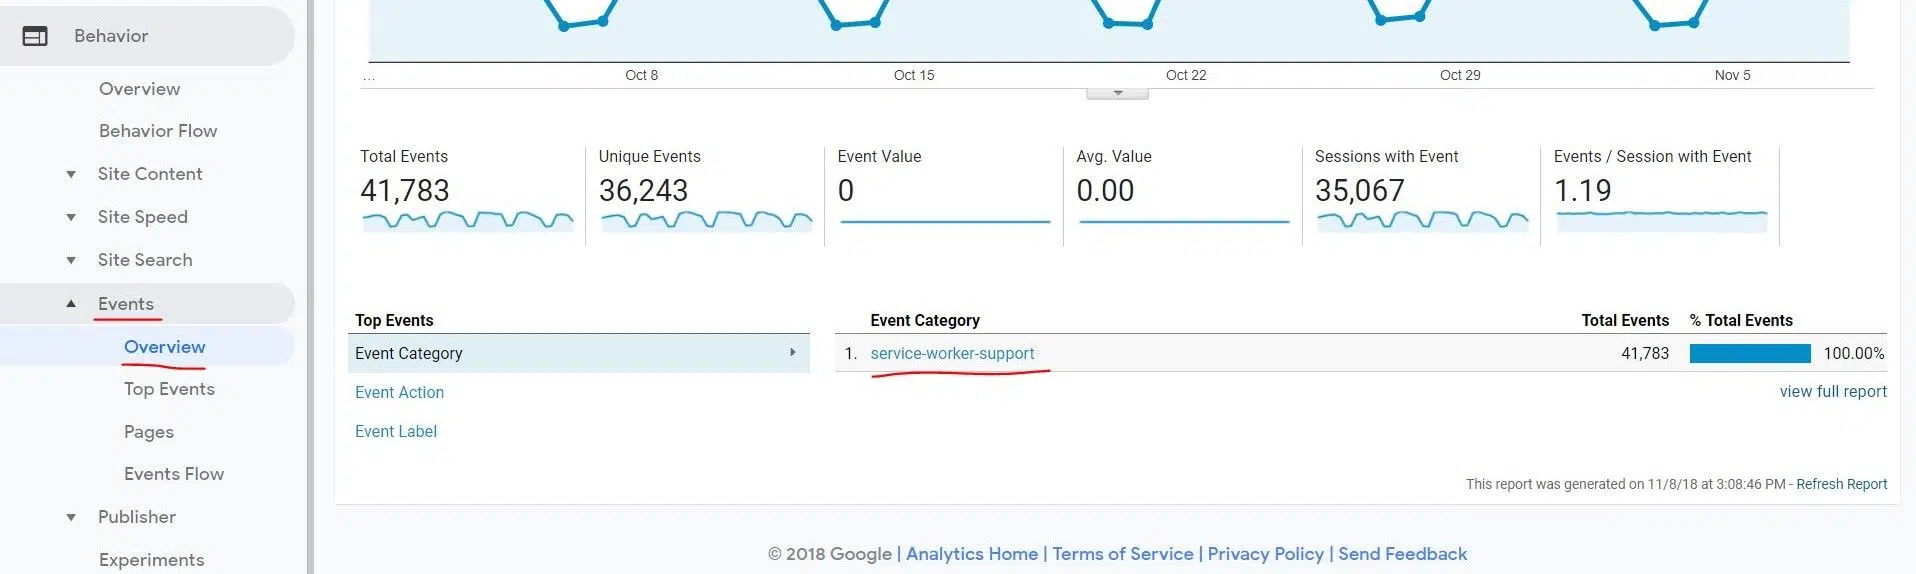 Behavior
Overview
Behavior Flow
Site Content
Site Speed
Site Search
Events
Overview
Top Events
Pages
Events Flow
Publisher
Experiments
... Oct 8 Oct 15 Oct 22 Oct 29 Nov 5
Total Events Unique Events Event Value Avg. Value Sessions with Event Events / Session with Event
41,783 36,243 0 0.00 35,067 1.19
Top Events Event Category Total Events % Total Events
Event Category 1. service-worker-support 41,783 100.00%
Event Action view full report
Event Label
This report was generated on 11/8/18 at 3:08:46 PM - Refresh Report
© 2018 Google | Analytics Home | Terms of Service | Privacy Policy | Send Feedback